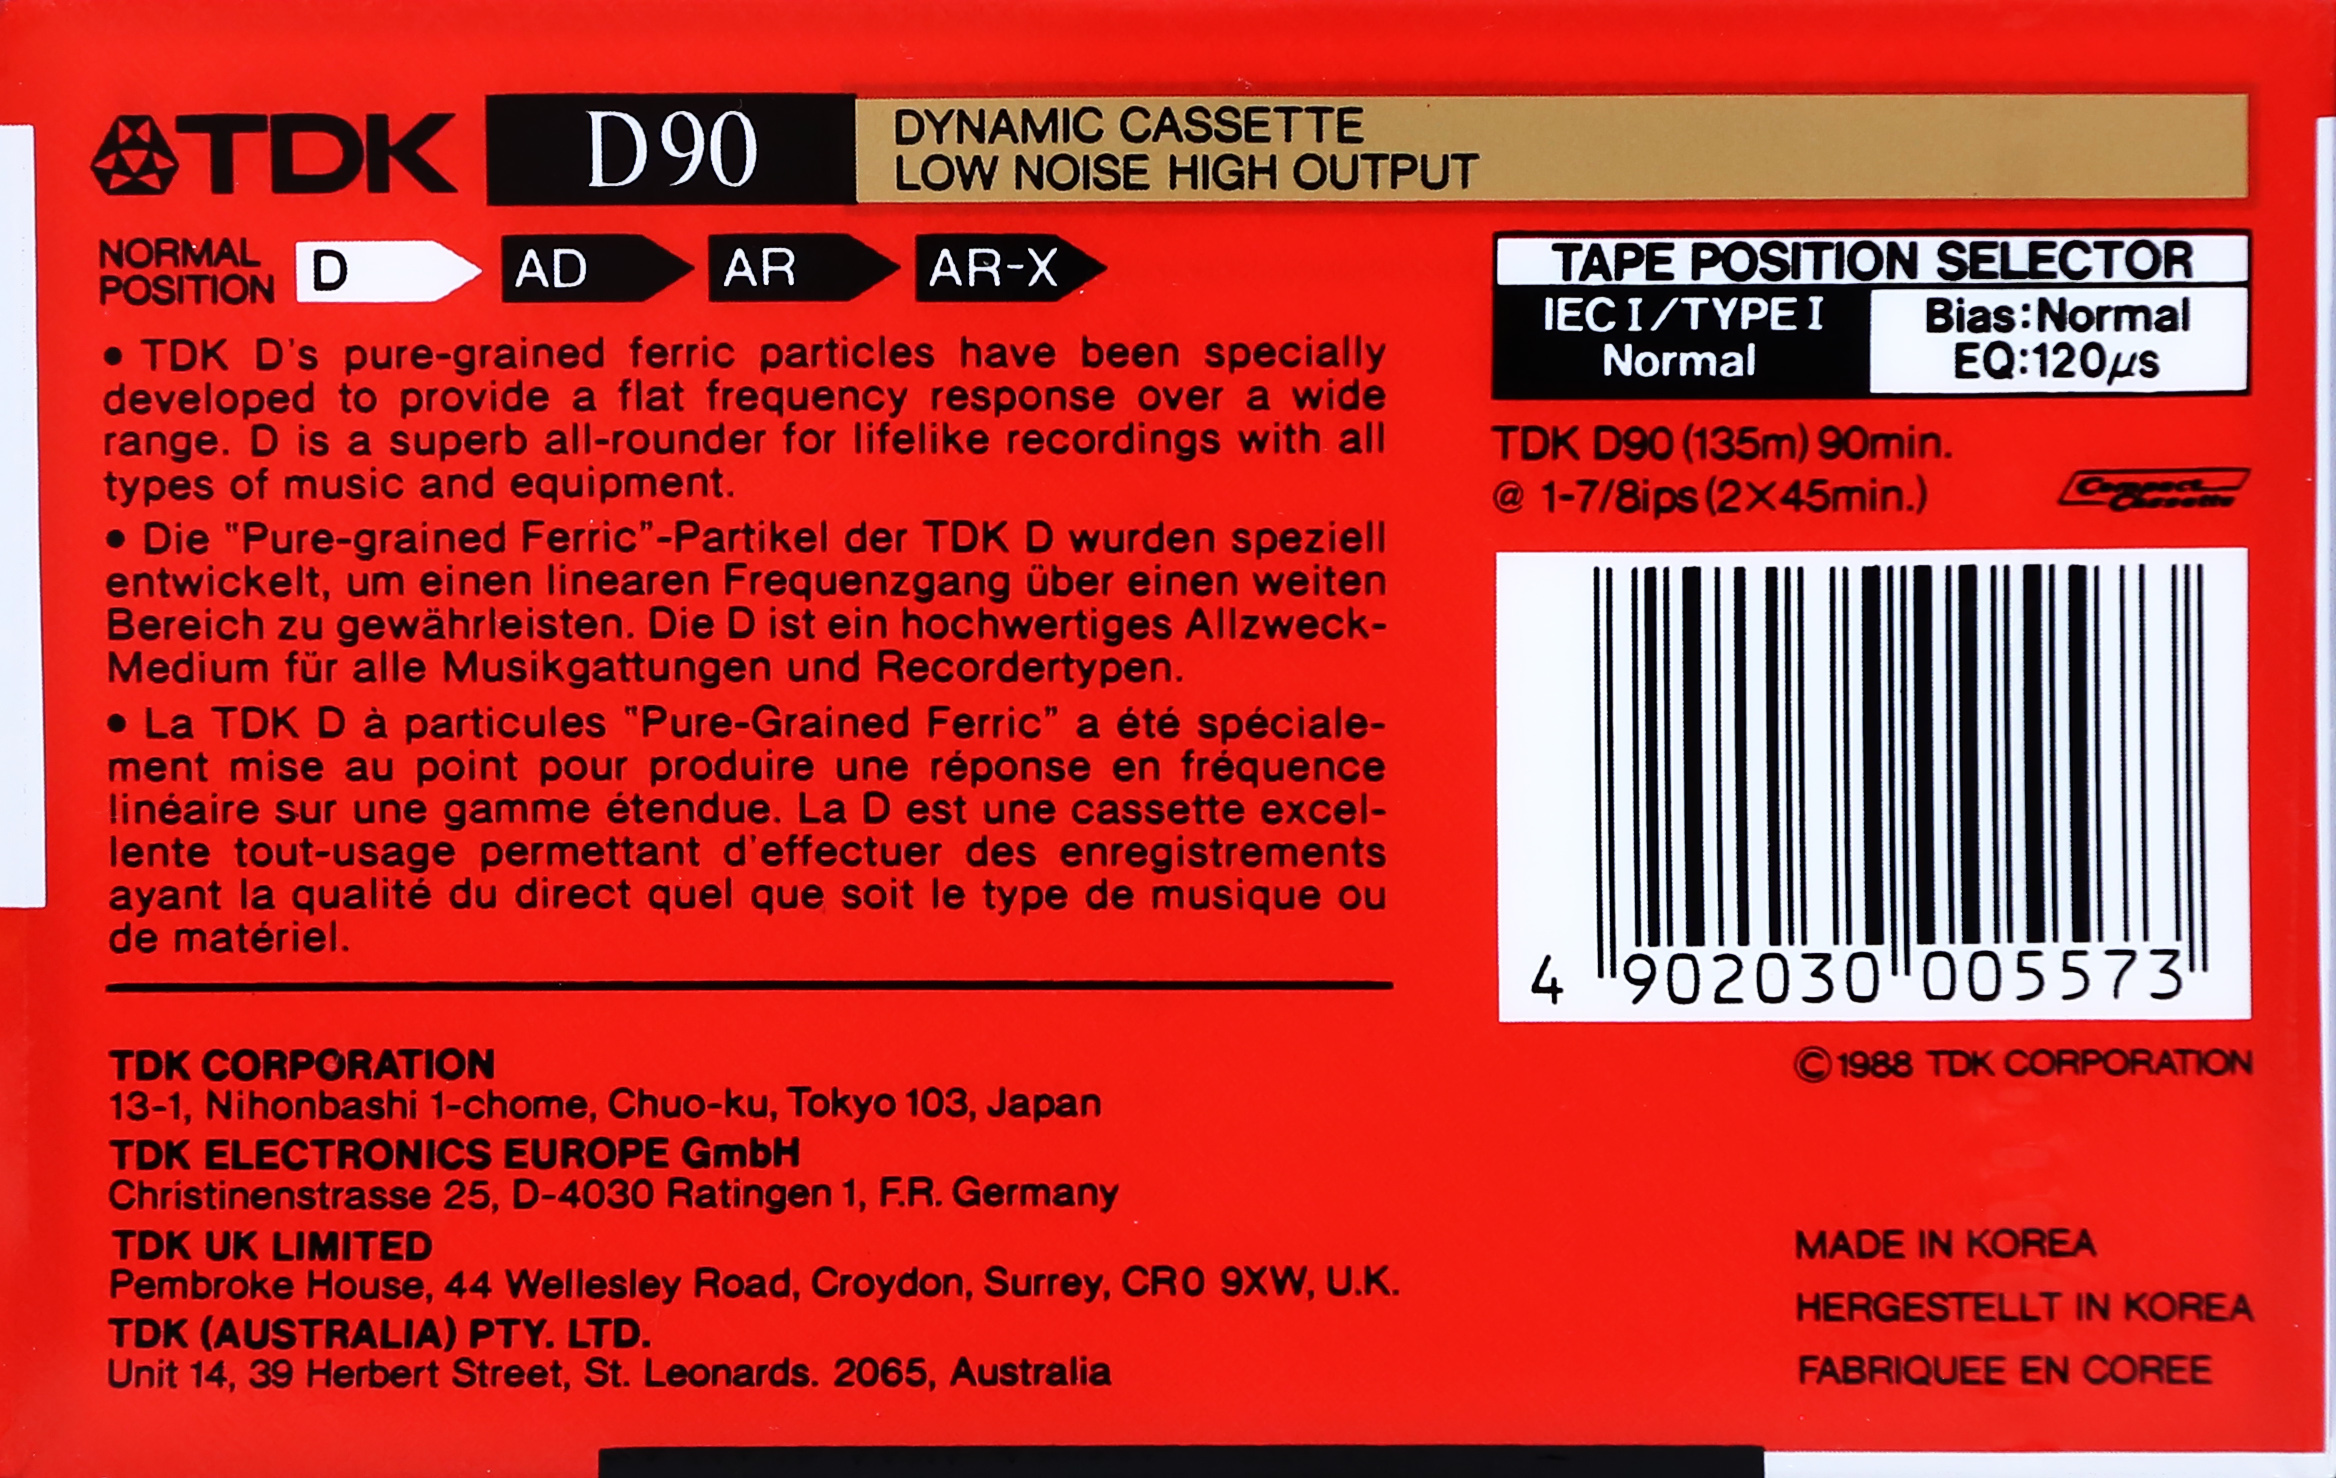 TDK D90 DYNAMIC CASSETTE
LOW NOISE HIGH OUTPUT
NORMAL
POSITION D AD AR AR-X
• TDK D's pure-grained ferric particles have been specially
developed to provide a flat frequency response over a wide
range. D is a superb all-rounder for lifelike recordings with all
types of music and equipment.
• Die "Pure-grained Ferric"-Partikel der TDK D wurden speziell
entwickelt, um einen linearen Frequenzgang über einen weiten
Bereich zu gewährleisten. Die D ist ein hochwertiges Allzweck-
Medium für alle Musikgattungen und Recordertypen.
• La TDK D à particules "Pure-Grained Ferric" a été spéciale-
ment mise au point pour produire une réponse en fréquence
linéaire sur une gamme étendue. La D est une cassette excel-
lente tout-usage permettant d'effectuer des enregistrements
ayant la qualité du direct quel que soit le type de musique ou
de matériel.
TDK CORPORATION
13-1, Nihonbashi 1-chome, Chuo-ku, Tokyo 103, Japan
TDK ELECTRONICS EUROPE GmbH
Christinenstrasse 25, D-4030 Ratingen 1, F.R. Germany
TDK UK LIMITED
Pembroke House, 44 Wellesley Road, Croydon, Surrey, CR0 9XW, U.K.
TDK (AUSTRALIA) PTY. LTD.
Unit 14, 39 Herbert Street, St. Leonards. 2065, Australia
TAPE POSITION SELECTOR
IEC I/TYPE I
Normal
Bias:Normal
EQ:120μs
TDK D90 (135m) 90min.
@ 1-7/8ips (2×45min.)
Compact
Cassette
4 902030 005573
©1988 TDK CORPORATION
MADE IN KOREA
HERGESTELLT IN KOREA
FABRIQUEE EN COREE